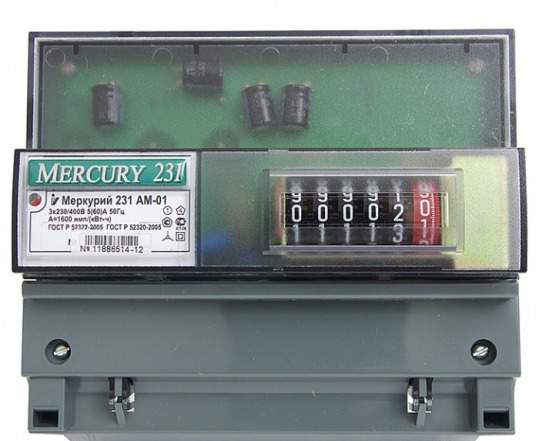 MERCURY 231
Меркурий 231 АМ-01
3х230/400В 5(60)А 50Гц
А=1600 имп/(кВт•ч)
ГОСТ Р 52322-2005 ГОСТ Р 52320-2005
№ 11886514-12
0 0 0 0 2 0